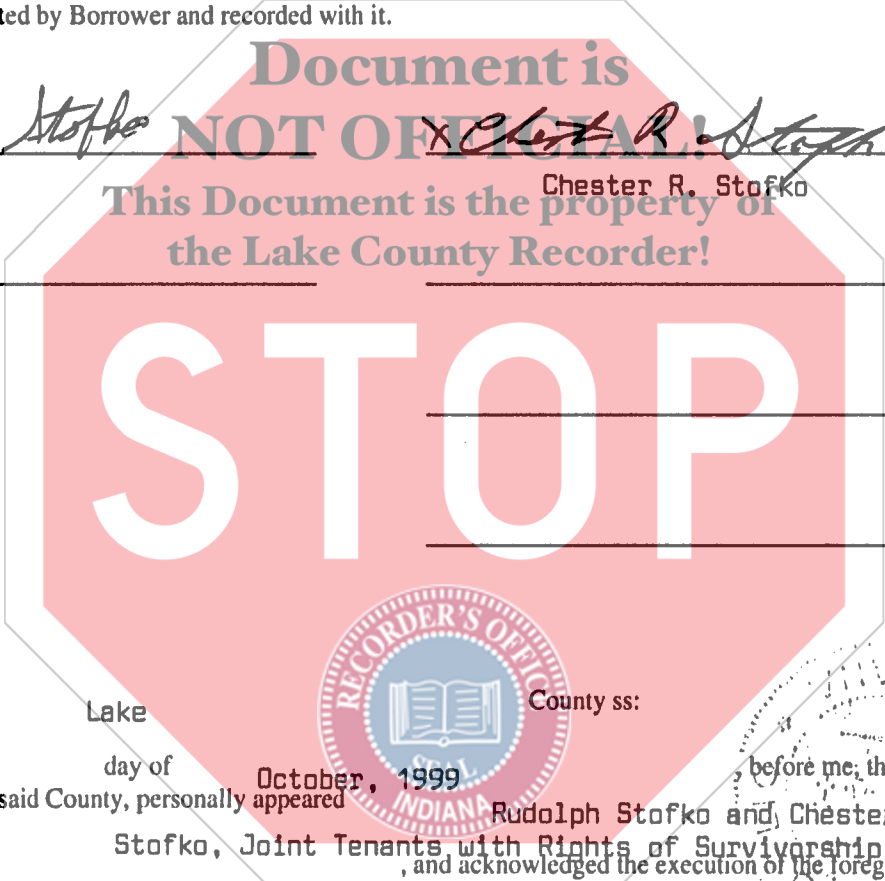 ted by Borrower and recorded with it.
Document is
NOT OFFICIAL!
Stofko X Chester R Stofko
Chester R. Stofko
This Document is the property of
the Lake County Recorder!
STOP
RECORDER'S OFFICE
SEAL
INDIANA
Lake County ss:
day of October, 1999 , before me, th
said County, personally appeared Rudolph Stofko and Cheste
Stofko, Joint Tenants with Rights of Survivorship
, and acknowledged the execution of the foreg